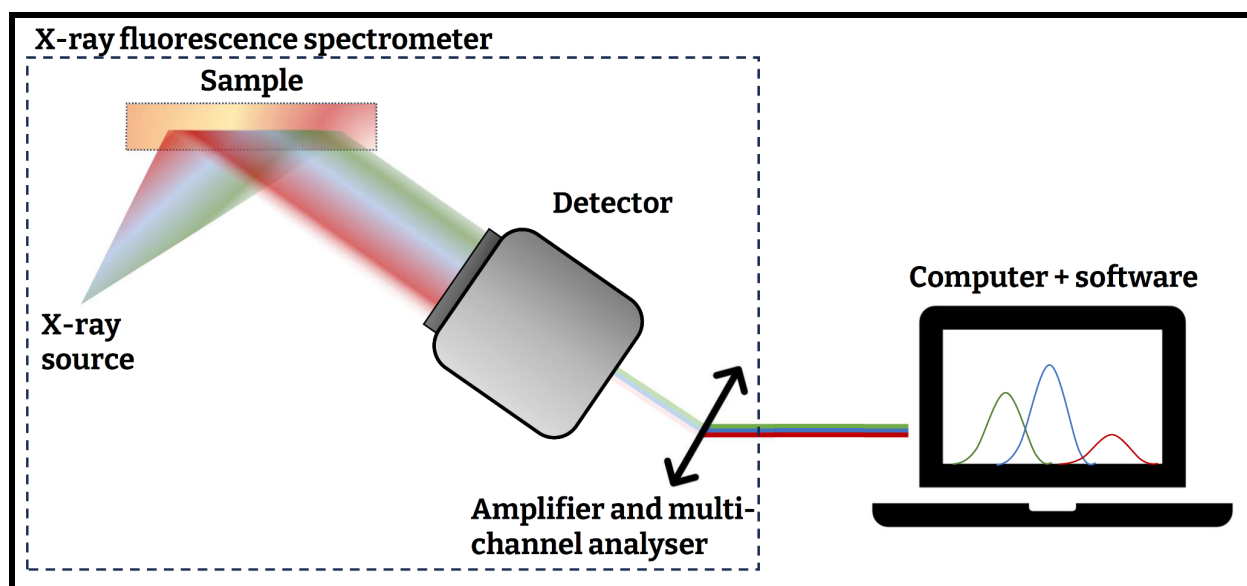 X-ray fluorescence spectrometer
Sample
Detector
X-ray
source
Computer + software
Amplifier and multi-
channel analyser